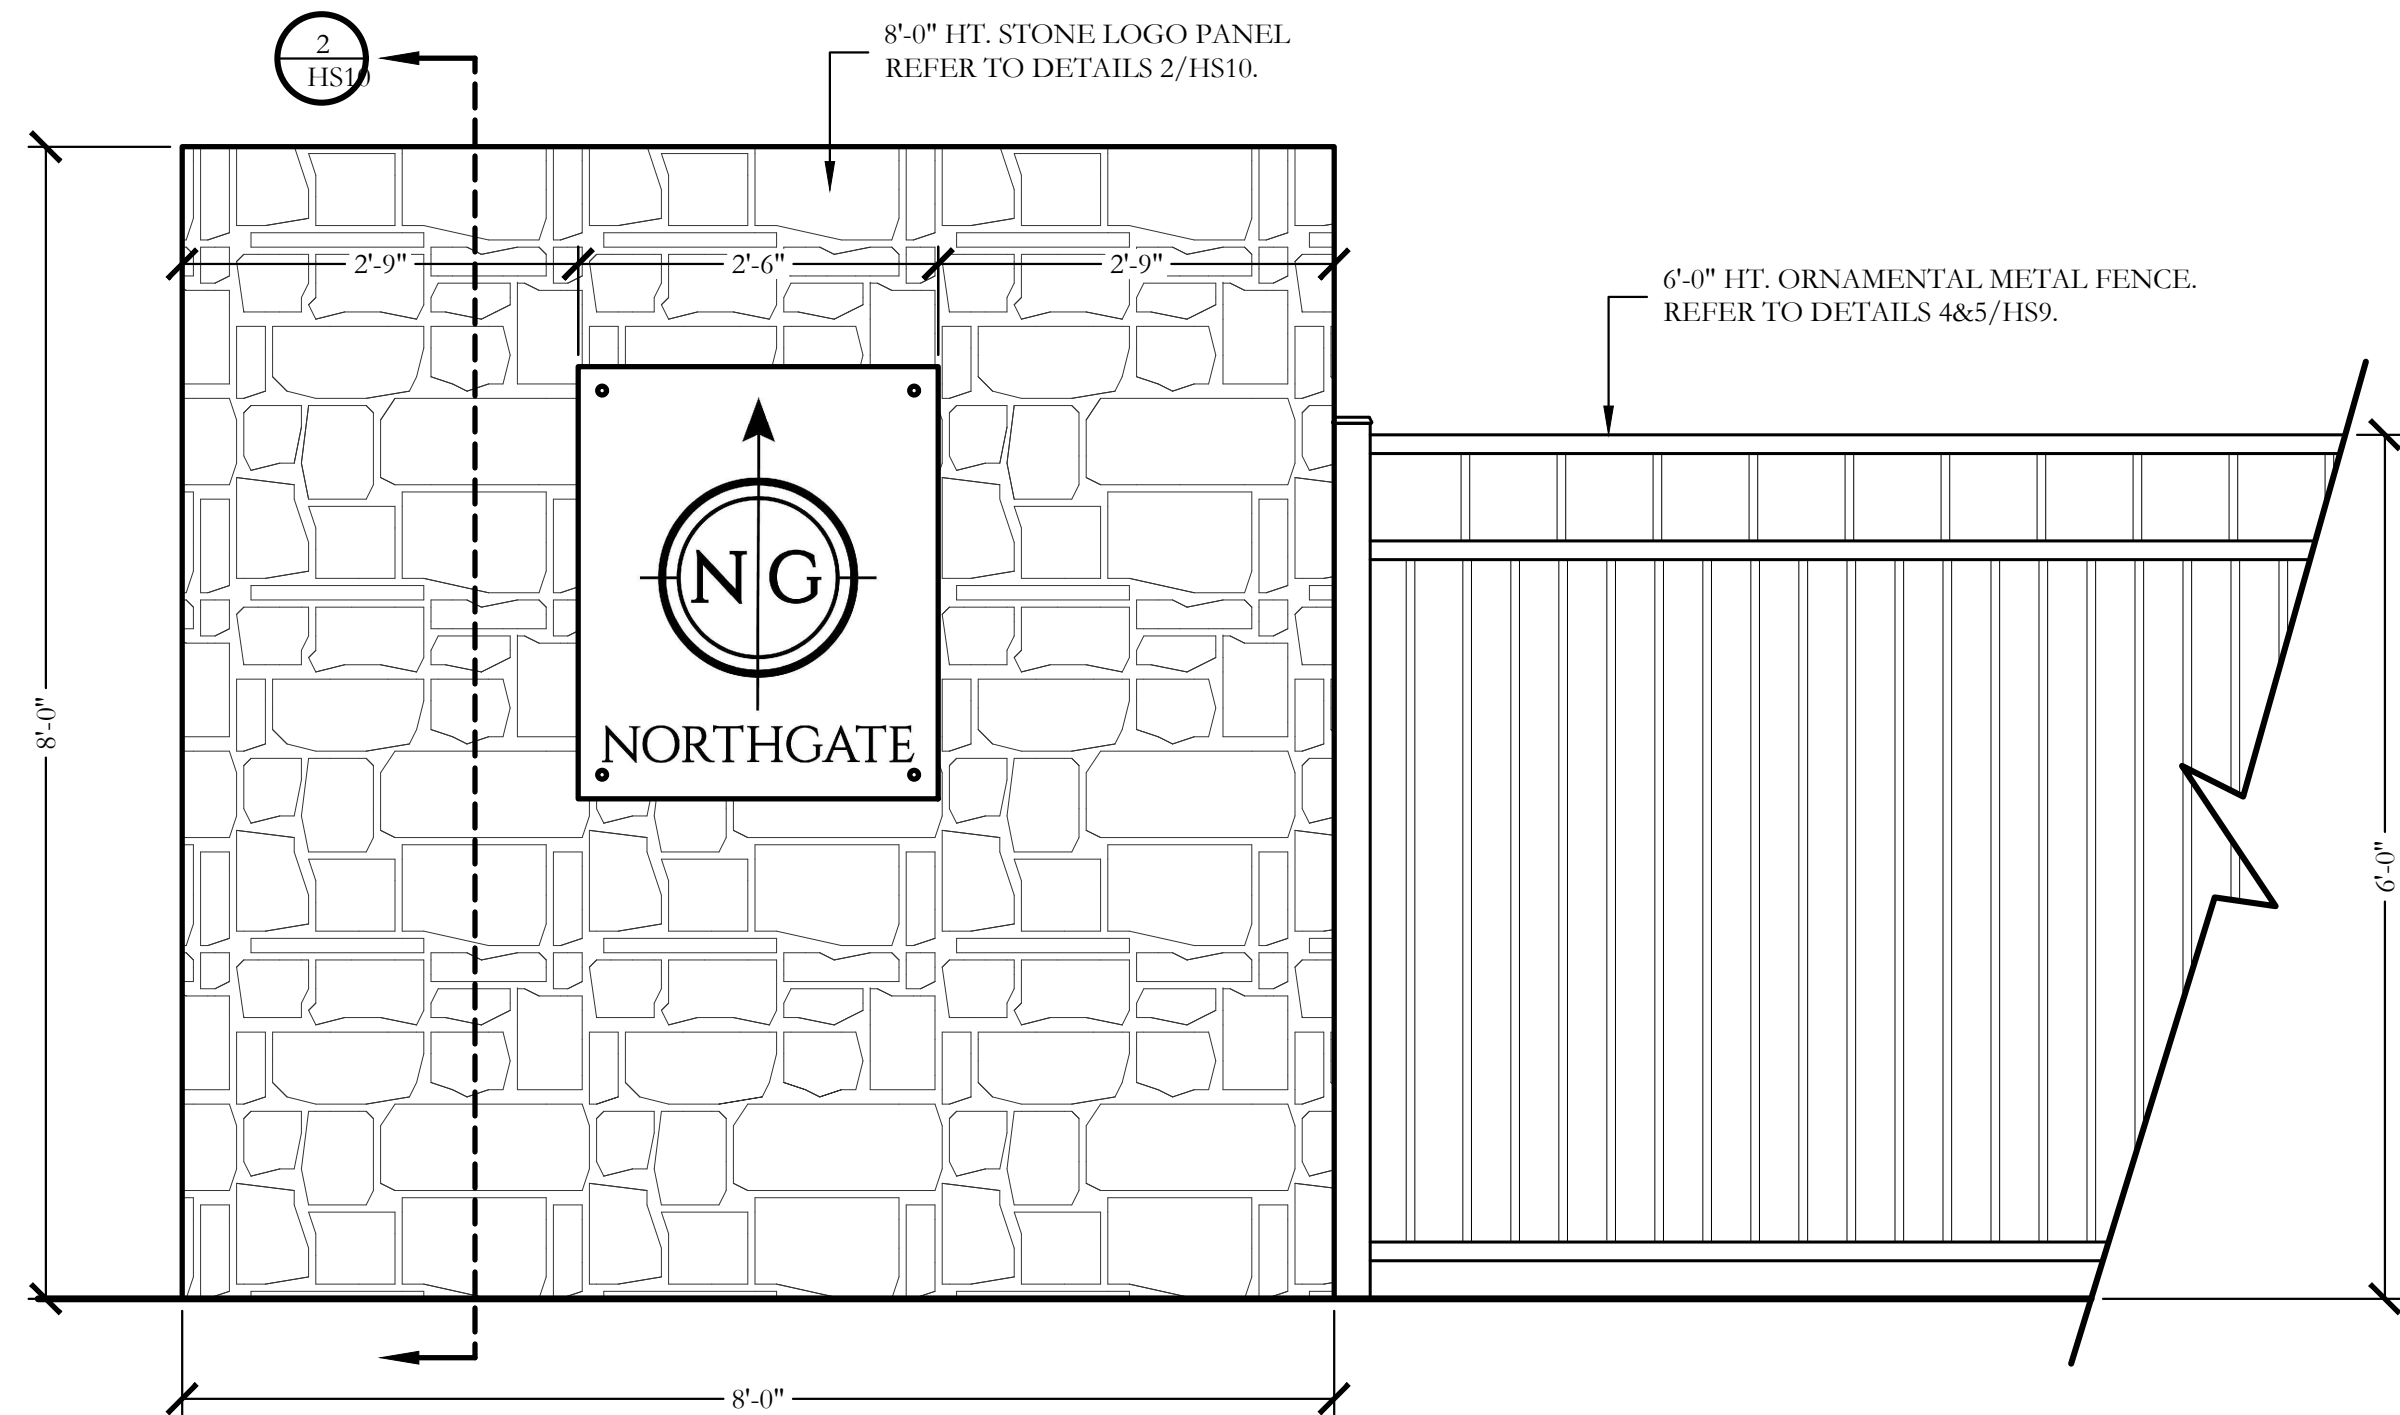 2
HS10
8'-0" HT. STONE LOGO PANEL
REFER TO DETAILS 2/HS10.
2'-9"
2'-6"
2'-9"
6'-0" HT. ORNAMENTAL METAL FENCE.
REFER TO DETAILS 4&5/HS9.
N G
NORTHGATE
8'-0"
6'-0"
8'-0"